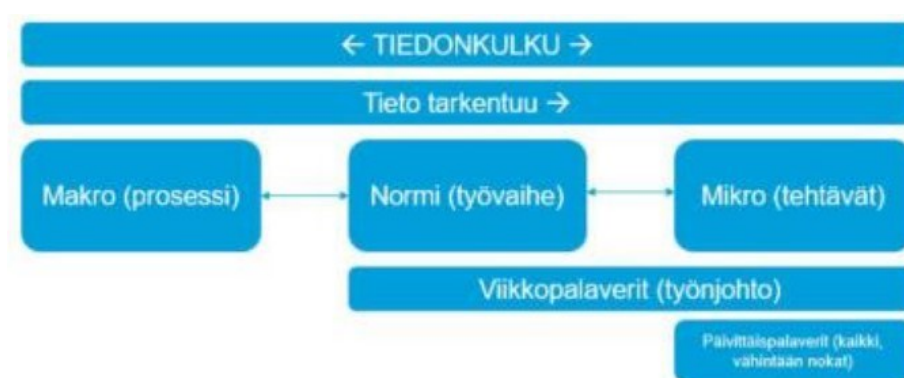 ← TIEDONKULKU →
Tieto tarkentuu →
Makro (prosessi)
Normi (työvaihe)
Mikro (tehtävät)
Viikkopalaverit (työnjohto)
Päivittäispalaverit (kaikki,
vähintään nokat)